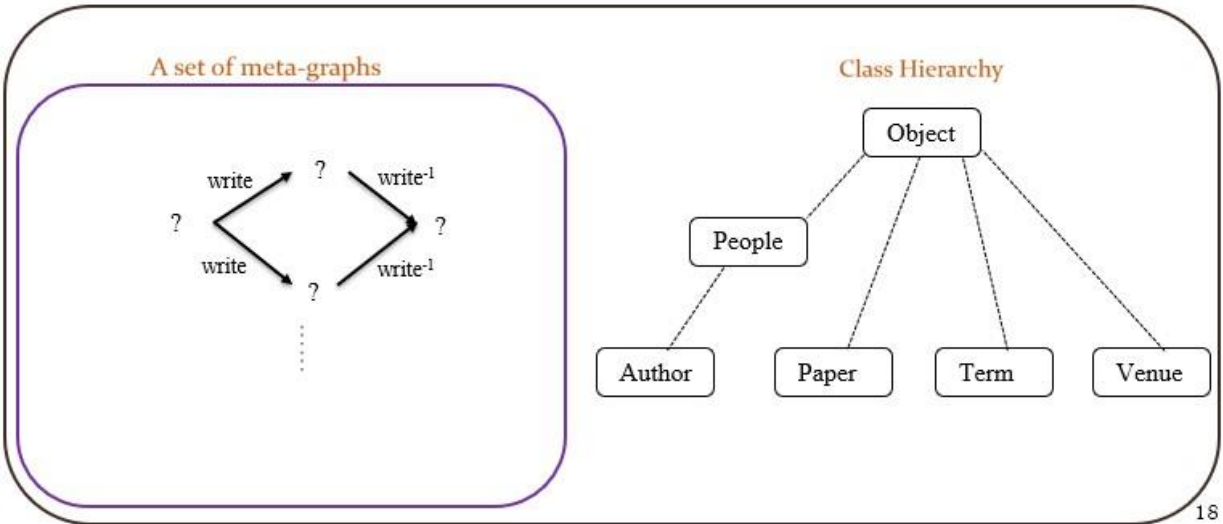 A set of meta-graphs
write
?
write⁻¹
?
?
write
?
write⁻¹
Class Hierarchy
Object
People
Author
Paper
Term
Venue
18